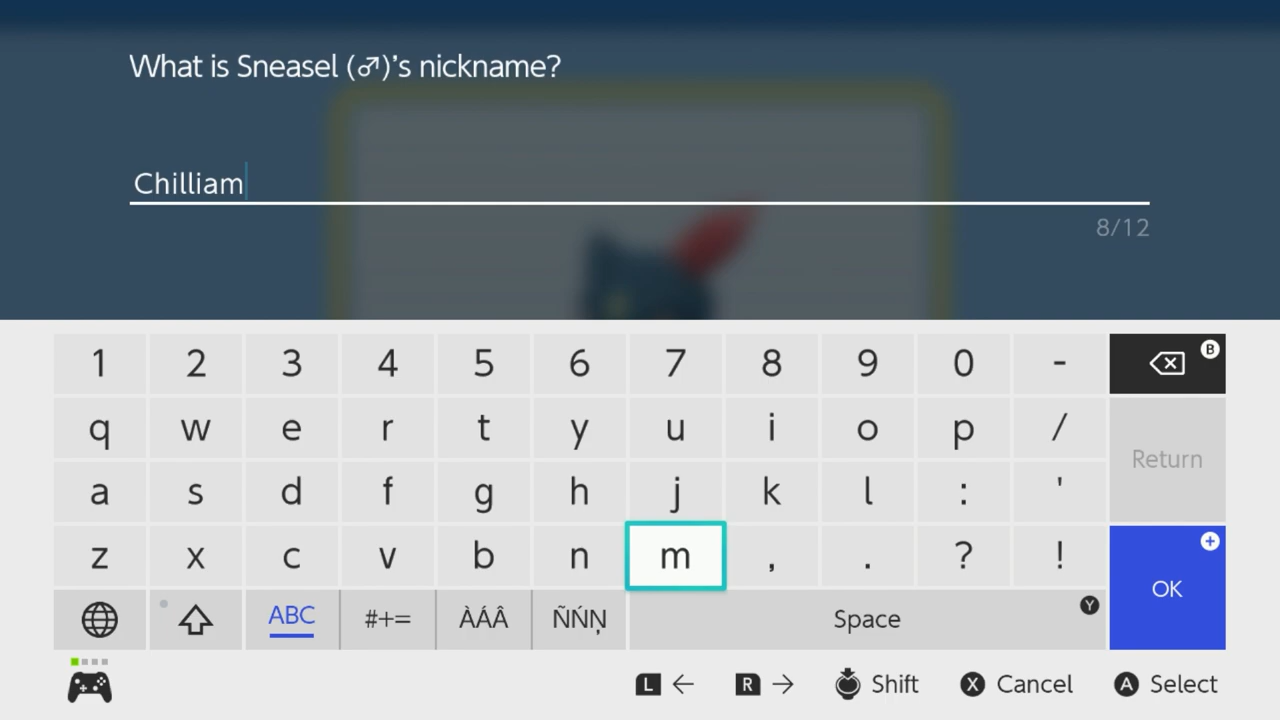 What is Sneasel (♂)'s nickname?
Chilliam
8/12
1 2 3 4 5 6 7 8 9 0 - B
q w e r t y u i o p / Return
a s d f g h j k l : '
z x c v b n m , . ? ! + OK
ABC #+= ÀÁÂ ÑŃŅ Space Y
L ← R → Shift X Cancel A Select